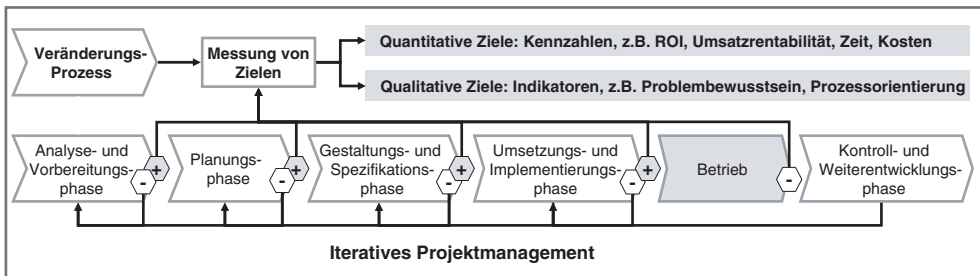 Veränderungs-
Prozess
Messung von
Zielen
Quantitative Ziele: Kennzahlen, z.B. ROI, Umsatzrentabilität, Zeit, Kosten
Qualitative Ziele: Indikatoren, z.B. Problembewusstsein, Prozessorientierung
Analyse- und
Vorbereitungs-
phase
+
-
Planungs-
phase
+
-
Gestaltungs- und
Spezifikations-
phase
+
-
Umsetzungs- und
Implementierungs-
phase
+
-
Betrieb
-
Kontroll- und
Weiterentwicklungs-
phase
Iteratives Projektmanagement